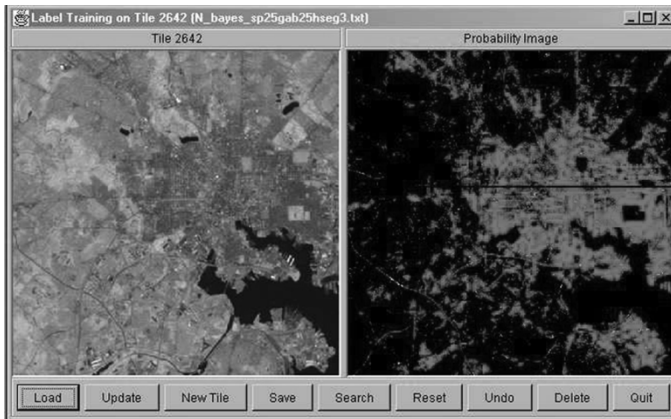 Label Training on Tile 2642 (N_bayes_sp25gab25hseg3.txt)
Tile 2642
Probability Image
Load
Update
New Tile
Save
Search
Reset
Undo
Delete
Quit